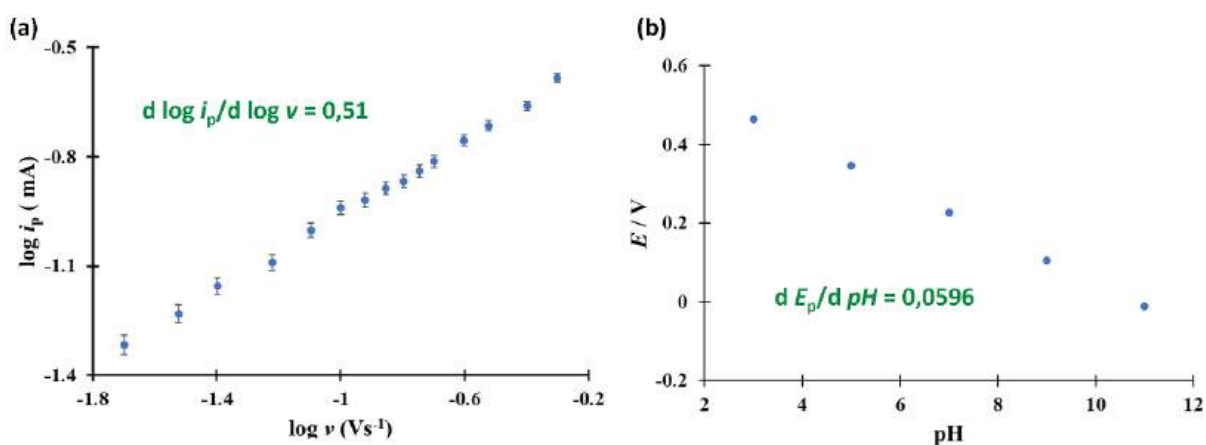 (a)
-0.5
-0.8
-1.1
-1.4
log iₚ ( mA)
d log iₚ/d log v = 0,51
-1.8
-1.4
-1
-0.6
-0.2
log v (Vs⁻¹)
(b)
0.6
0.4
0.2
0
-0.2
E / V
d Eₚ/d pH = 0,0596
2
4
6
8
10
12
pH